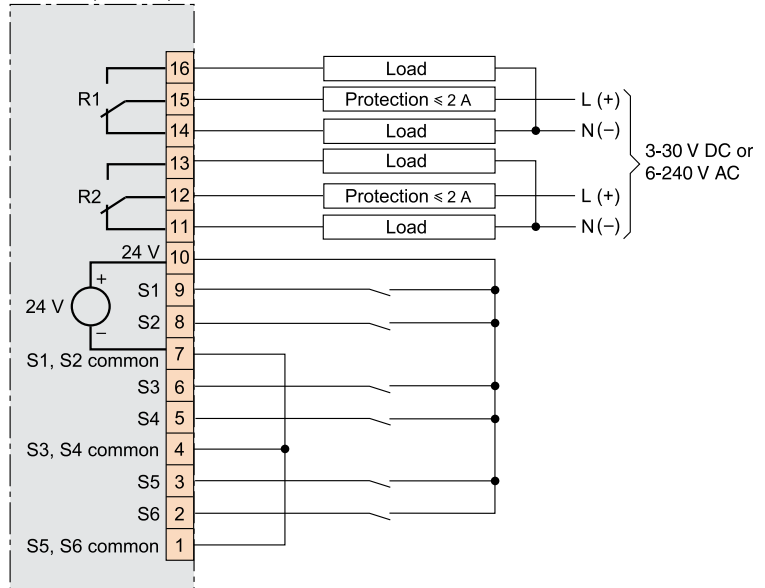 16 Load
R1 15 Protection ≤ 2 A L (+)
14 Load N(−)
13 Load
3-30 V DC or
6-240 V AC
R2 12 Protection ≤ 2 A L (+)
11 Load N(−)
24 V 10
+
S1 9
24 V
S2 8
−
7
S1, S2 common
S3 6
S4 5
S3, S4 common 4
S5 3
S6 2
S5, S6 common 1